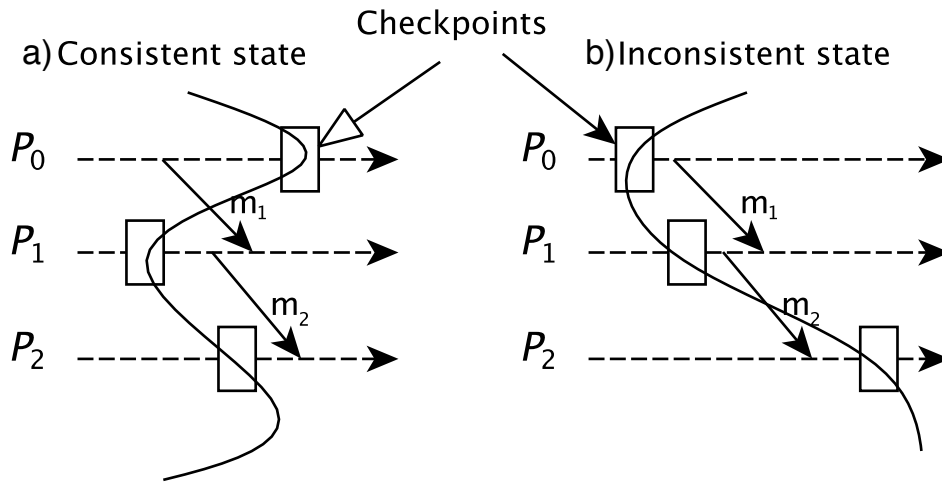 Checkpoints
a) Consistent state
b) Inconsistent state
P0
P0
m1
m1
P1
P1
m2
m2
P2
P2